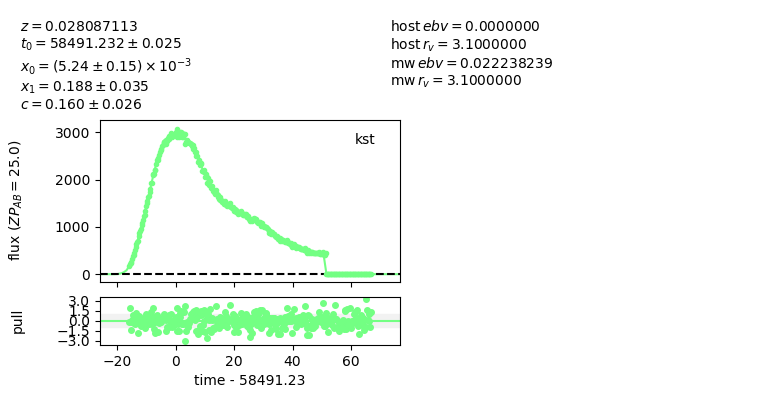 z = 0.028087113
t₀ = 58491.232 ± 0.025
x₀ = (5.24 ± 0.15) × 10⁻³
x₁ = 0.188 ± 0.035
c = 0.160 ± 0.026
host ebv = 0.0000000
host r_v = 3.1000000
mw ebv = 0.022238239
mw r_v = 3.1000000
kst
flux (ZP_AB = 25.0)
3000
2000
1000
0
pull
3.0
1.5
0.0
−1.5
−3.0
−20 0 20 40 60
time - 58491.23